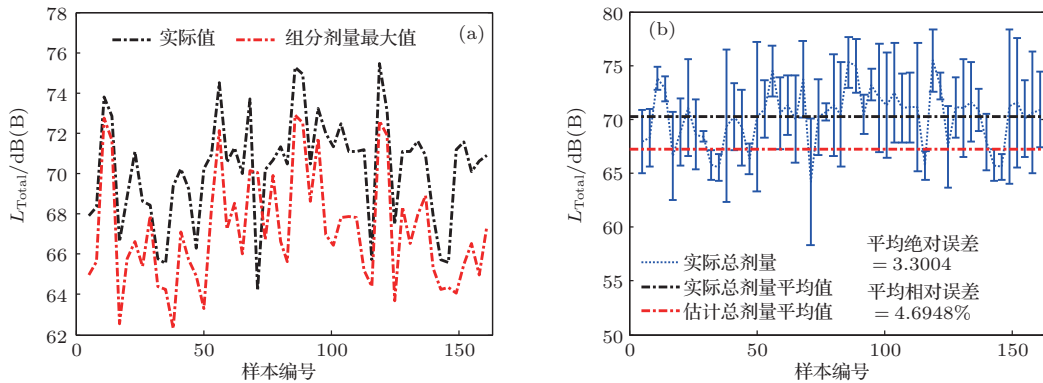 (a)
实际值
组分剂量最大值
76
74
72
70
68
66
64
62
L_Total/dB(B)
0
50
100
150
样本编号
(b)
80
75
70
65
60
55
50
L_Total/dB(B)
实际总剂量
实际总剂量平均值
估计总剂量平均值
平均绝对误差
=3.3004
平均相对误差
=4.6948%
0
50
100
150
样本编号